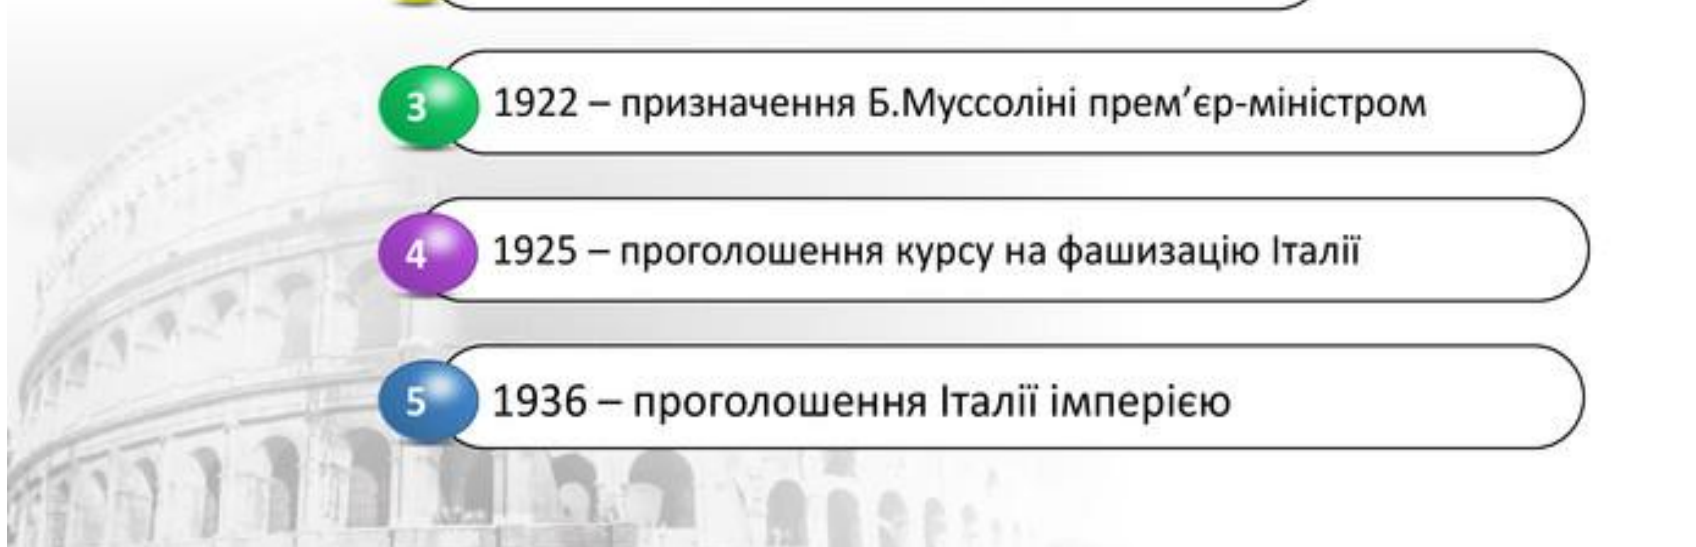 3 1922 – призначення Б.Муссоліні прем’єр-міністром
4 1925 – проголошення курсу на фашизацію Італії
5 1936 – проголошення Італії імперією